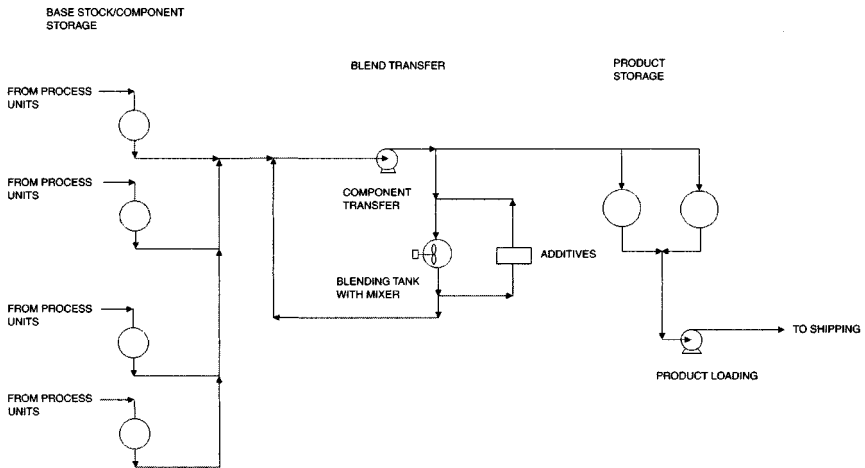 BASE STOCK/COMPONENT
STORAGE
BLEND TRANSFER
PRODUCT
STORAGE
FROM PROCESS
UNITS
FROM PROCESS
UNITS
COMPONENT
TRANSFER
ADDITIVES
BLENDING TANK
WITH MIXER
FROM PROCESS
UNITS
TO SHIPPING
PRODUCT LOADING
FROM PROCESS
UNITS